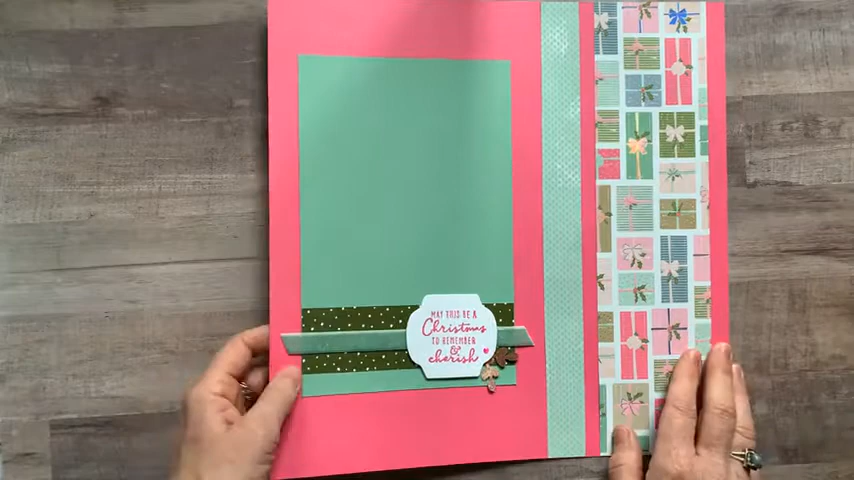 MAY THIS BE A
Christmas
TO REMEMBER
&
cherish